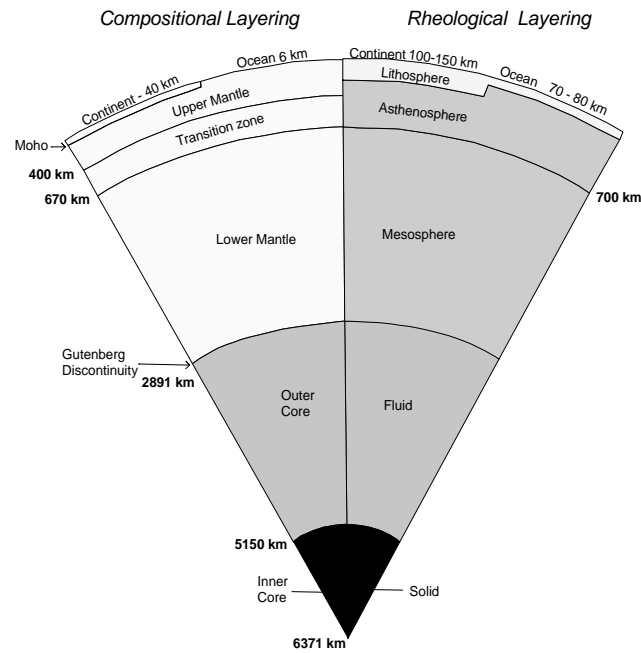 Compositional Layering
Rheological Layering
Continent - 40 km
Ocean 6 km
Continent 100-150 km
Ocean 70 - 80 km
Lithosphere
Upper Mantle
Asthenosphere
Transition zone
Moho
400 km
670 km
700 km
Lower Mantle
Mesosphere
Gutenberg
Discontinuity
2891 km
Outer
Core
Fluid
5150 km
Inner
Core
Solid
6371 km